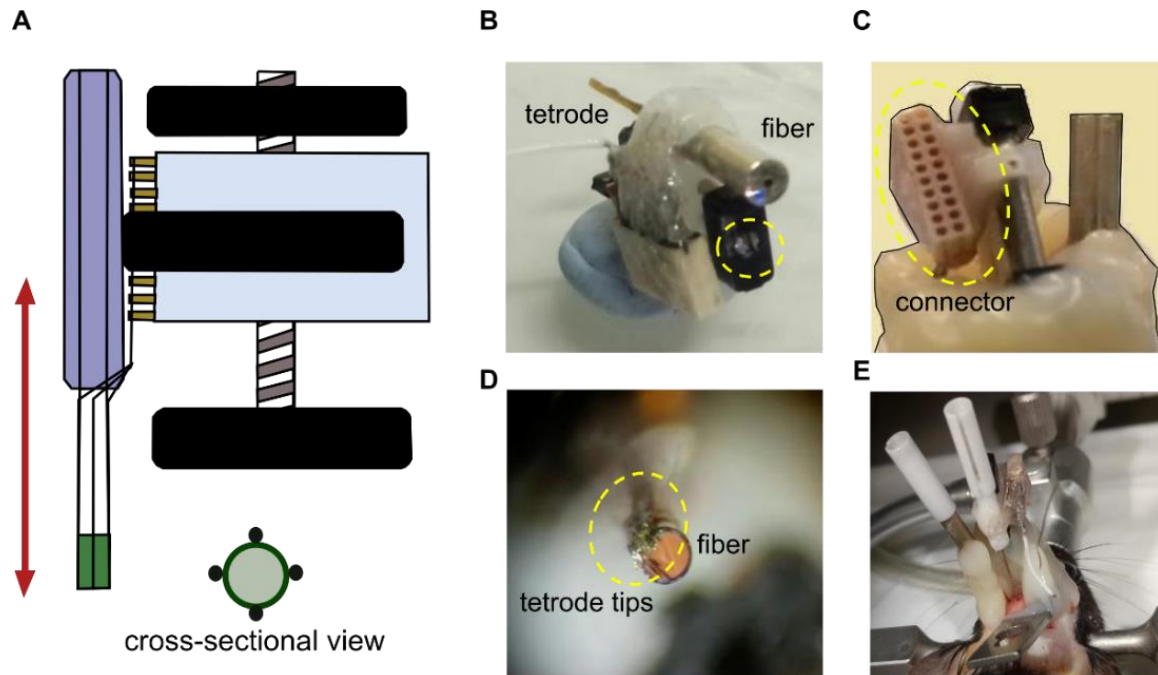 A
B
C
tetrode
fiber
connector
D
E
fiber
tetrode tips
cross-sectional view